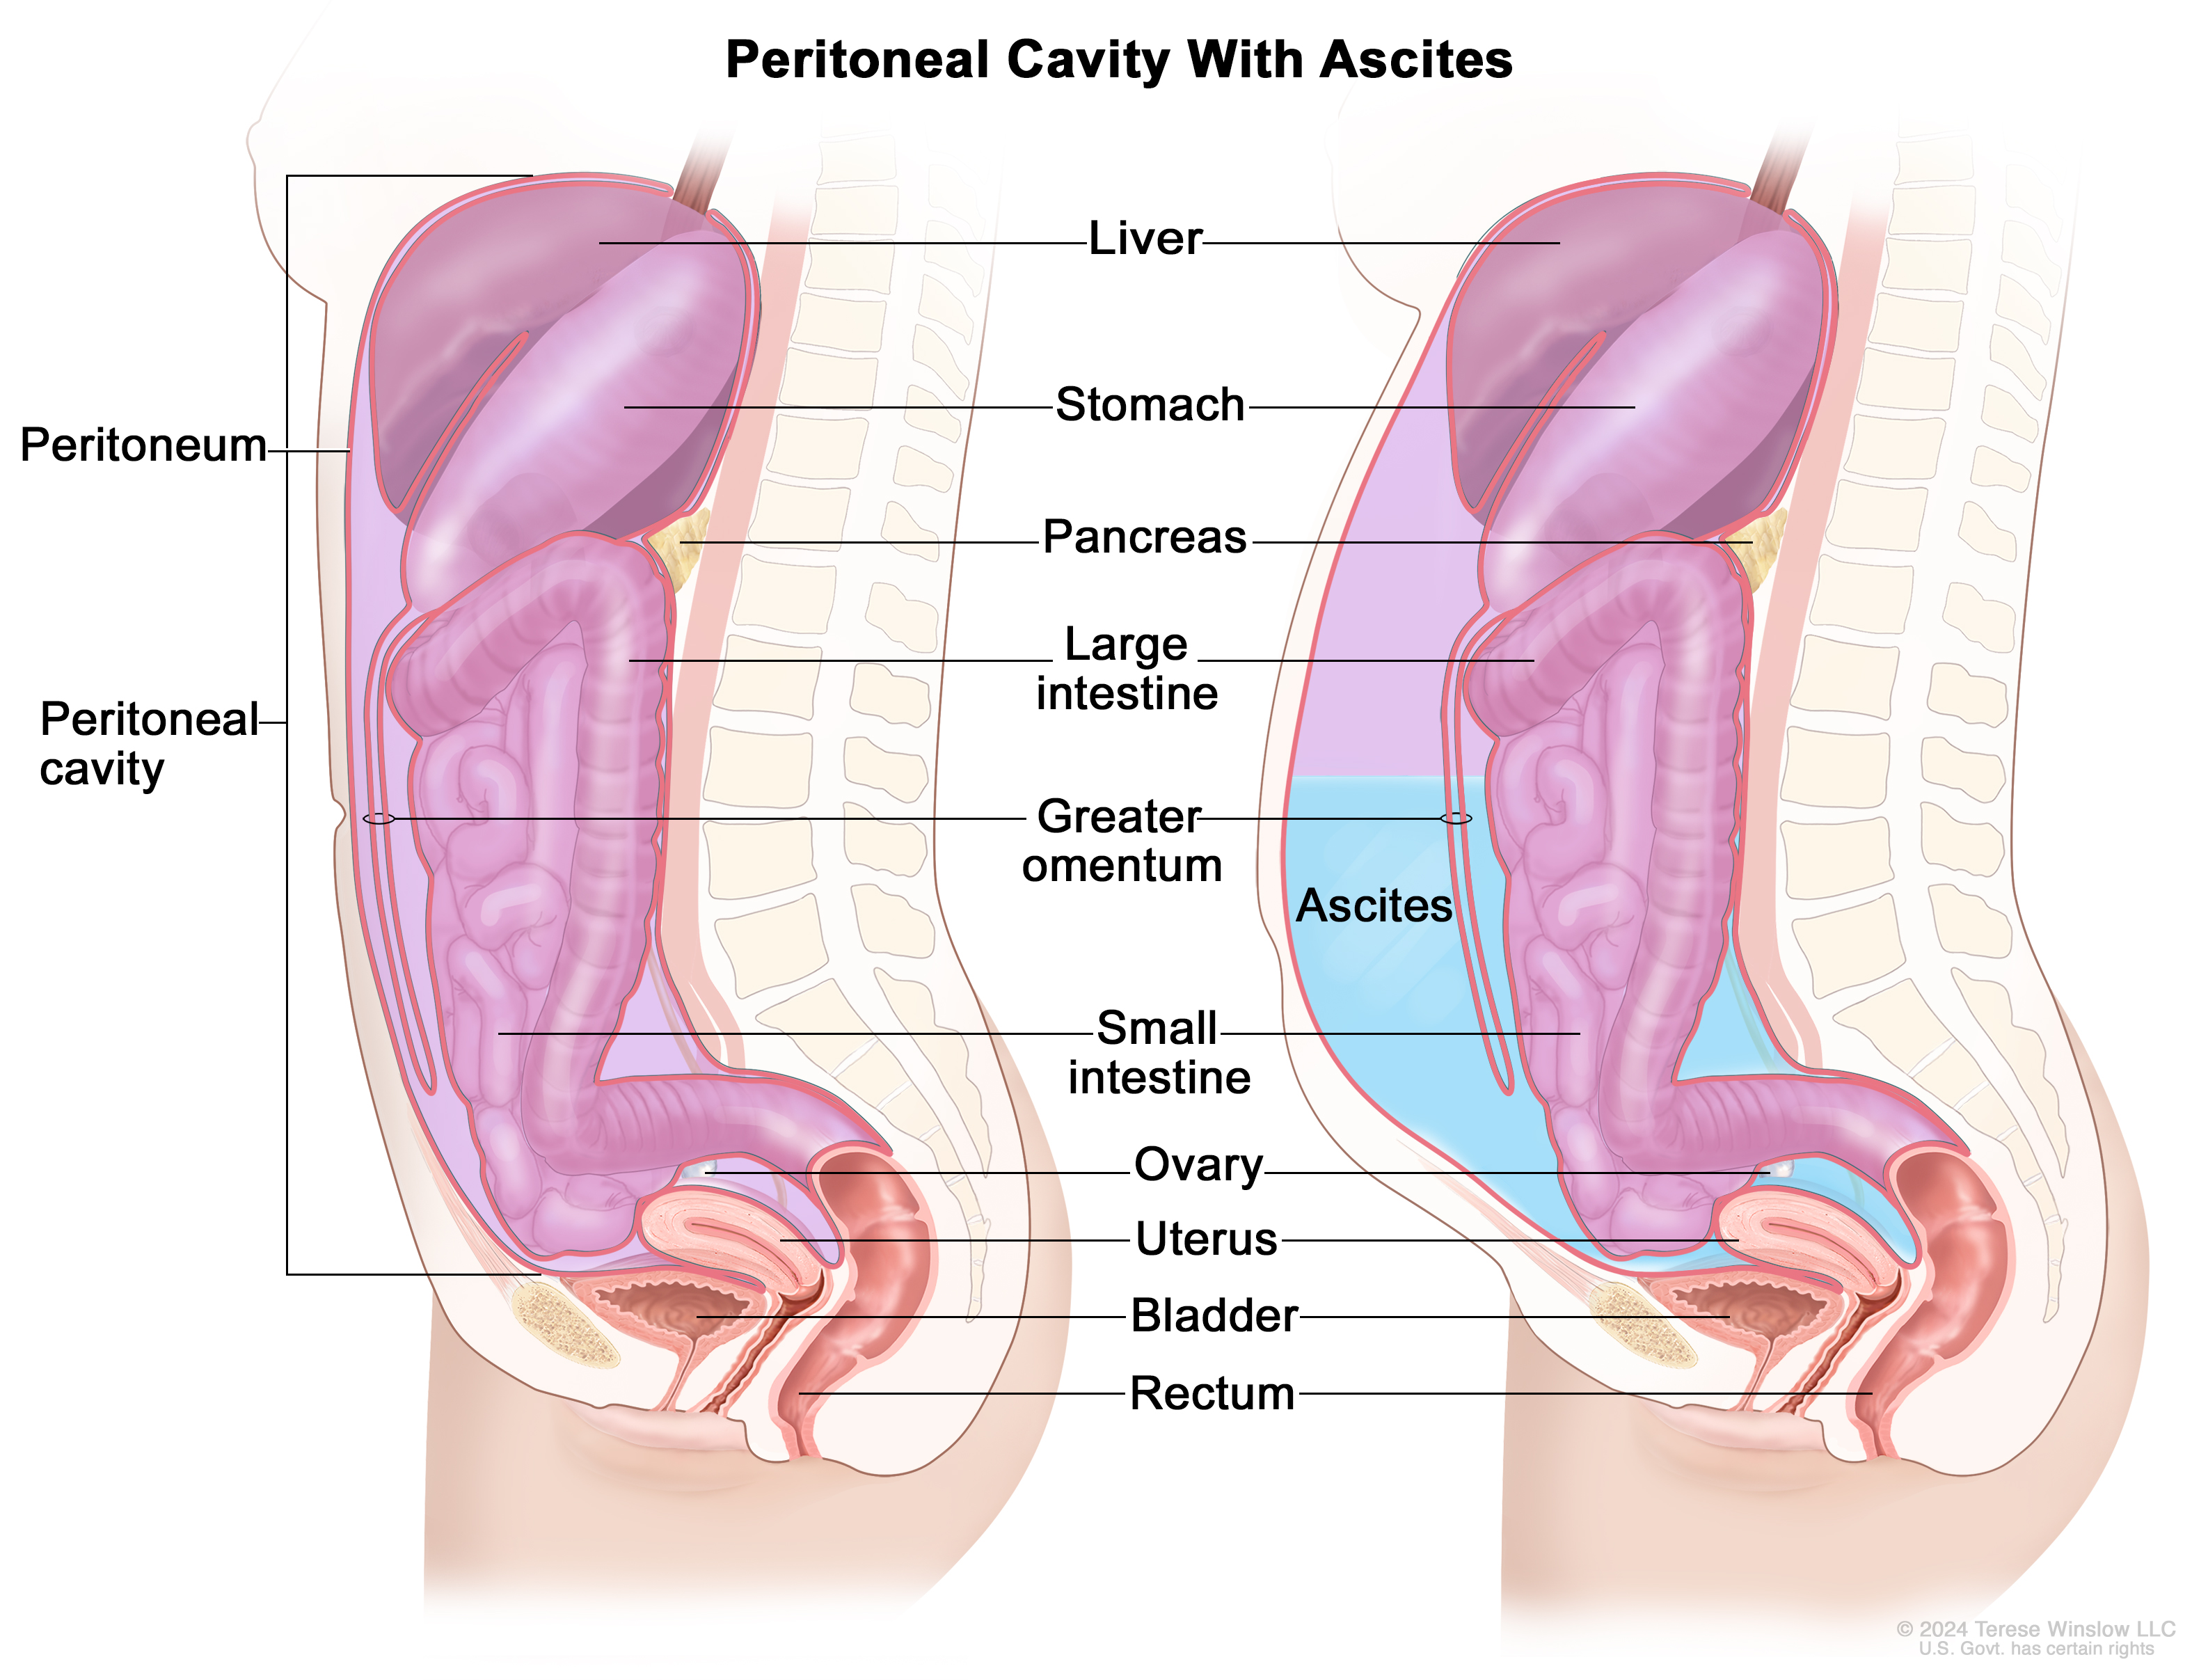 Peritoneal Cavity With Ascites
Liver
Stomach
Peritoneum
Pancreas
Large
intestine
Peritoneal
cavity
Greater
omentum
Ascites
Small
intestine
Ovary
Uterus
Bladder
Rectum
© 2024 Terese Winslow LLC
U.S. Govt. has certain rights